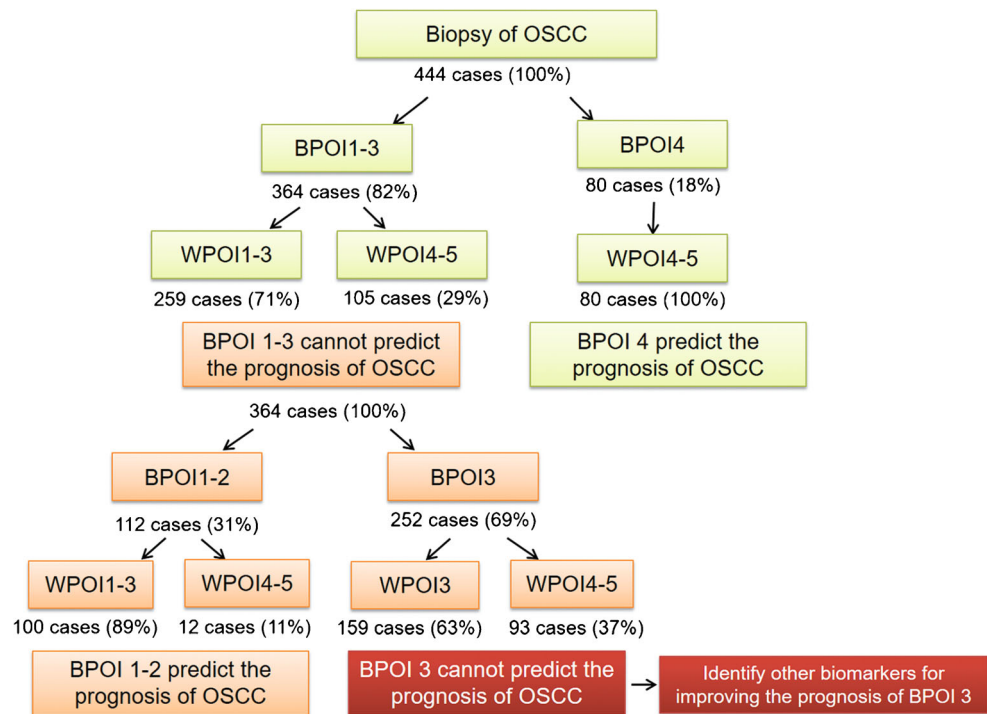 Biopsy of OSCC
444 cases (100%)
BPOI1-3
BPOI4
364 cases (82%)
80 cases (18%)
WPOI1-3
WPOI4-5
WPOI4-5
259 cases (71%)
105 cases (29%)
80 cases (100%)
BPOI 1-3 cannot predict
the prognosis of OSCC
BPOI 4 predict the
prognosis of OSCC
364 cases (100%)
BPOI1-2
BPOI3
112 cases (31%)
252 cases (69%)
WPOI1-3
WPOI4-5
WPOI3
WPOI4-5
100 cases (89%)
12 cases (11%)
159 cases (63%)
93 cases (37%)
BPOI 1-2 predict the
prognosis of OSCC
BPOI 3 cannot predict the
prognosis of OSCC
Identify other biomarkers for
improving the prognosis of BPOI 3